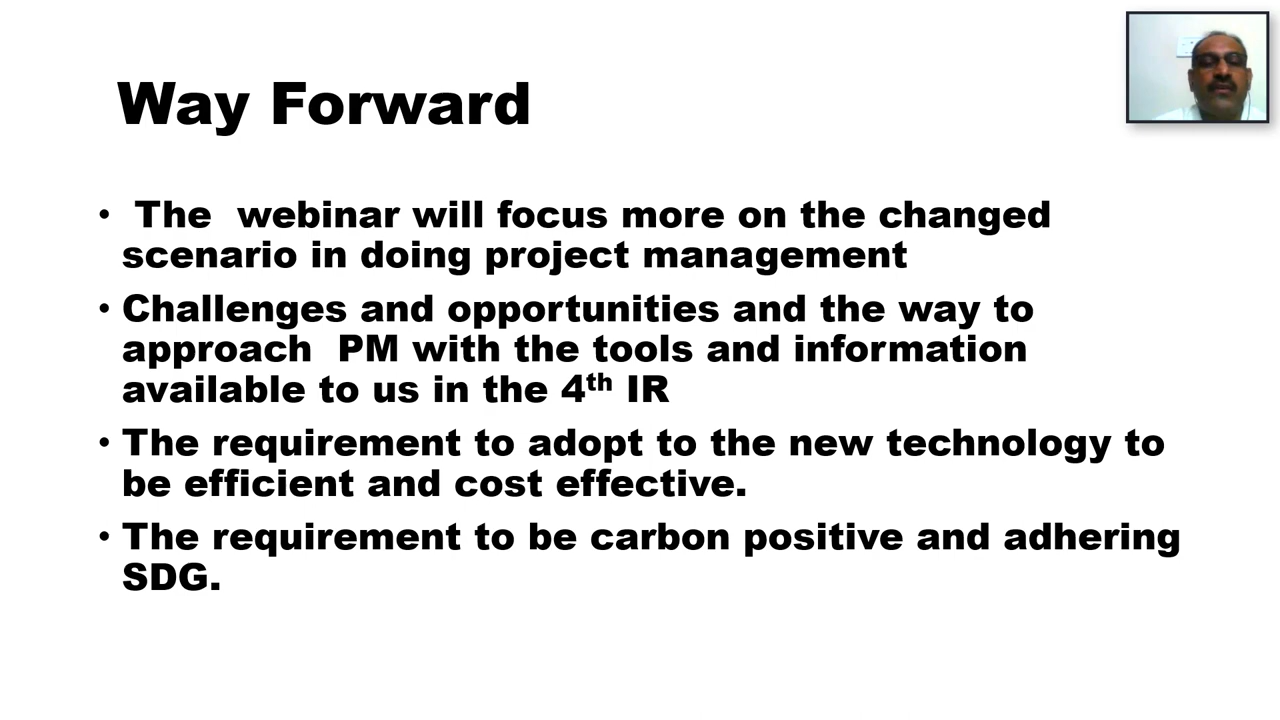 Way Forward
• The webinar will focus more on the changed
scenario in doing project management
• Challenges and opportunities and the way to
approach PM with the tools and information
available to us in the 4th IR
• The requirement to adopt to the new technology to
be efficient and cost effective.
• The requirement to be carbon positive and adhering
SDG.